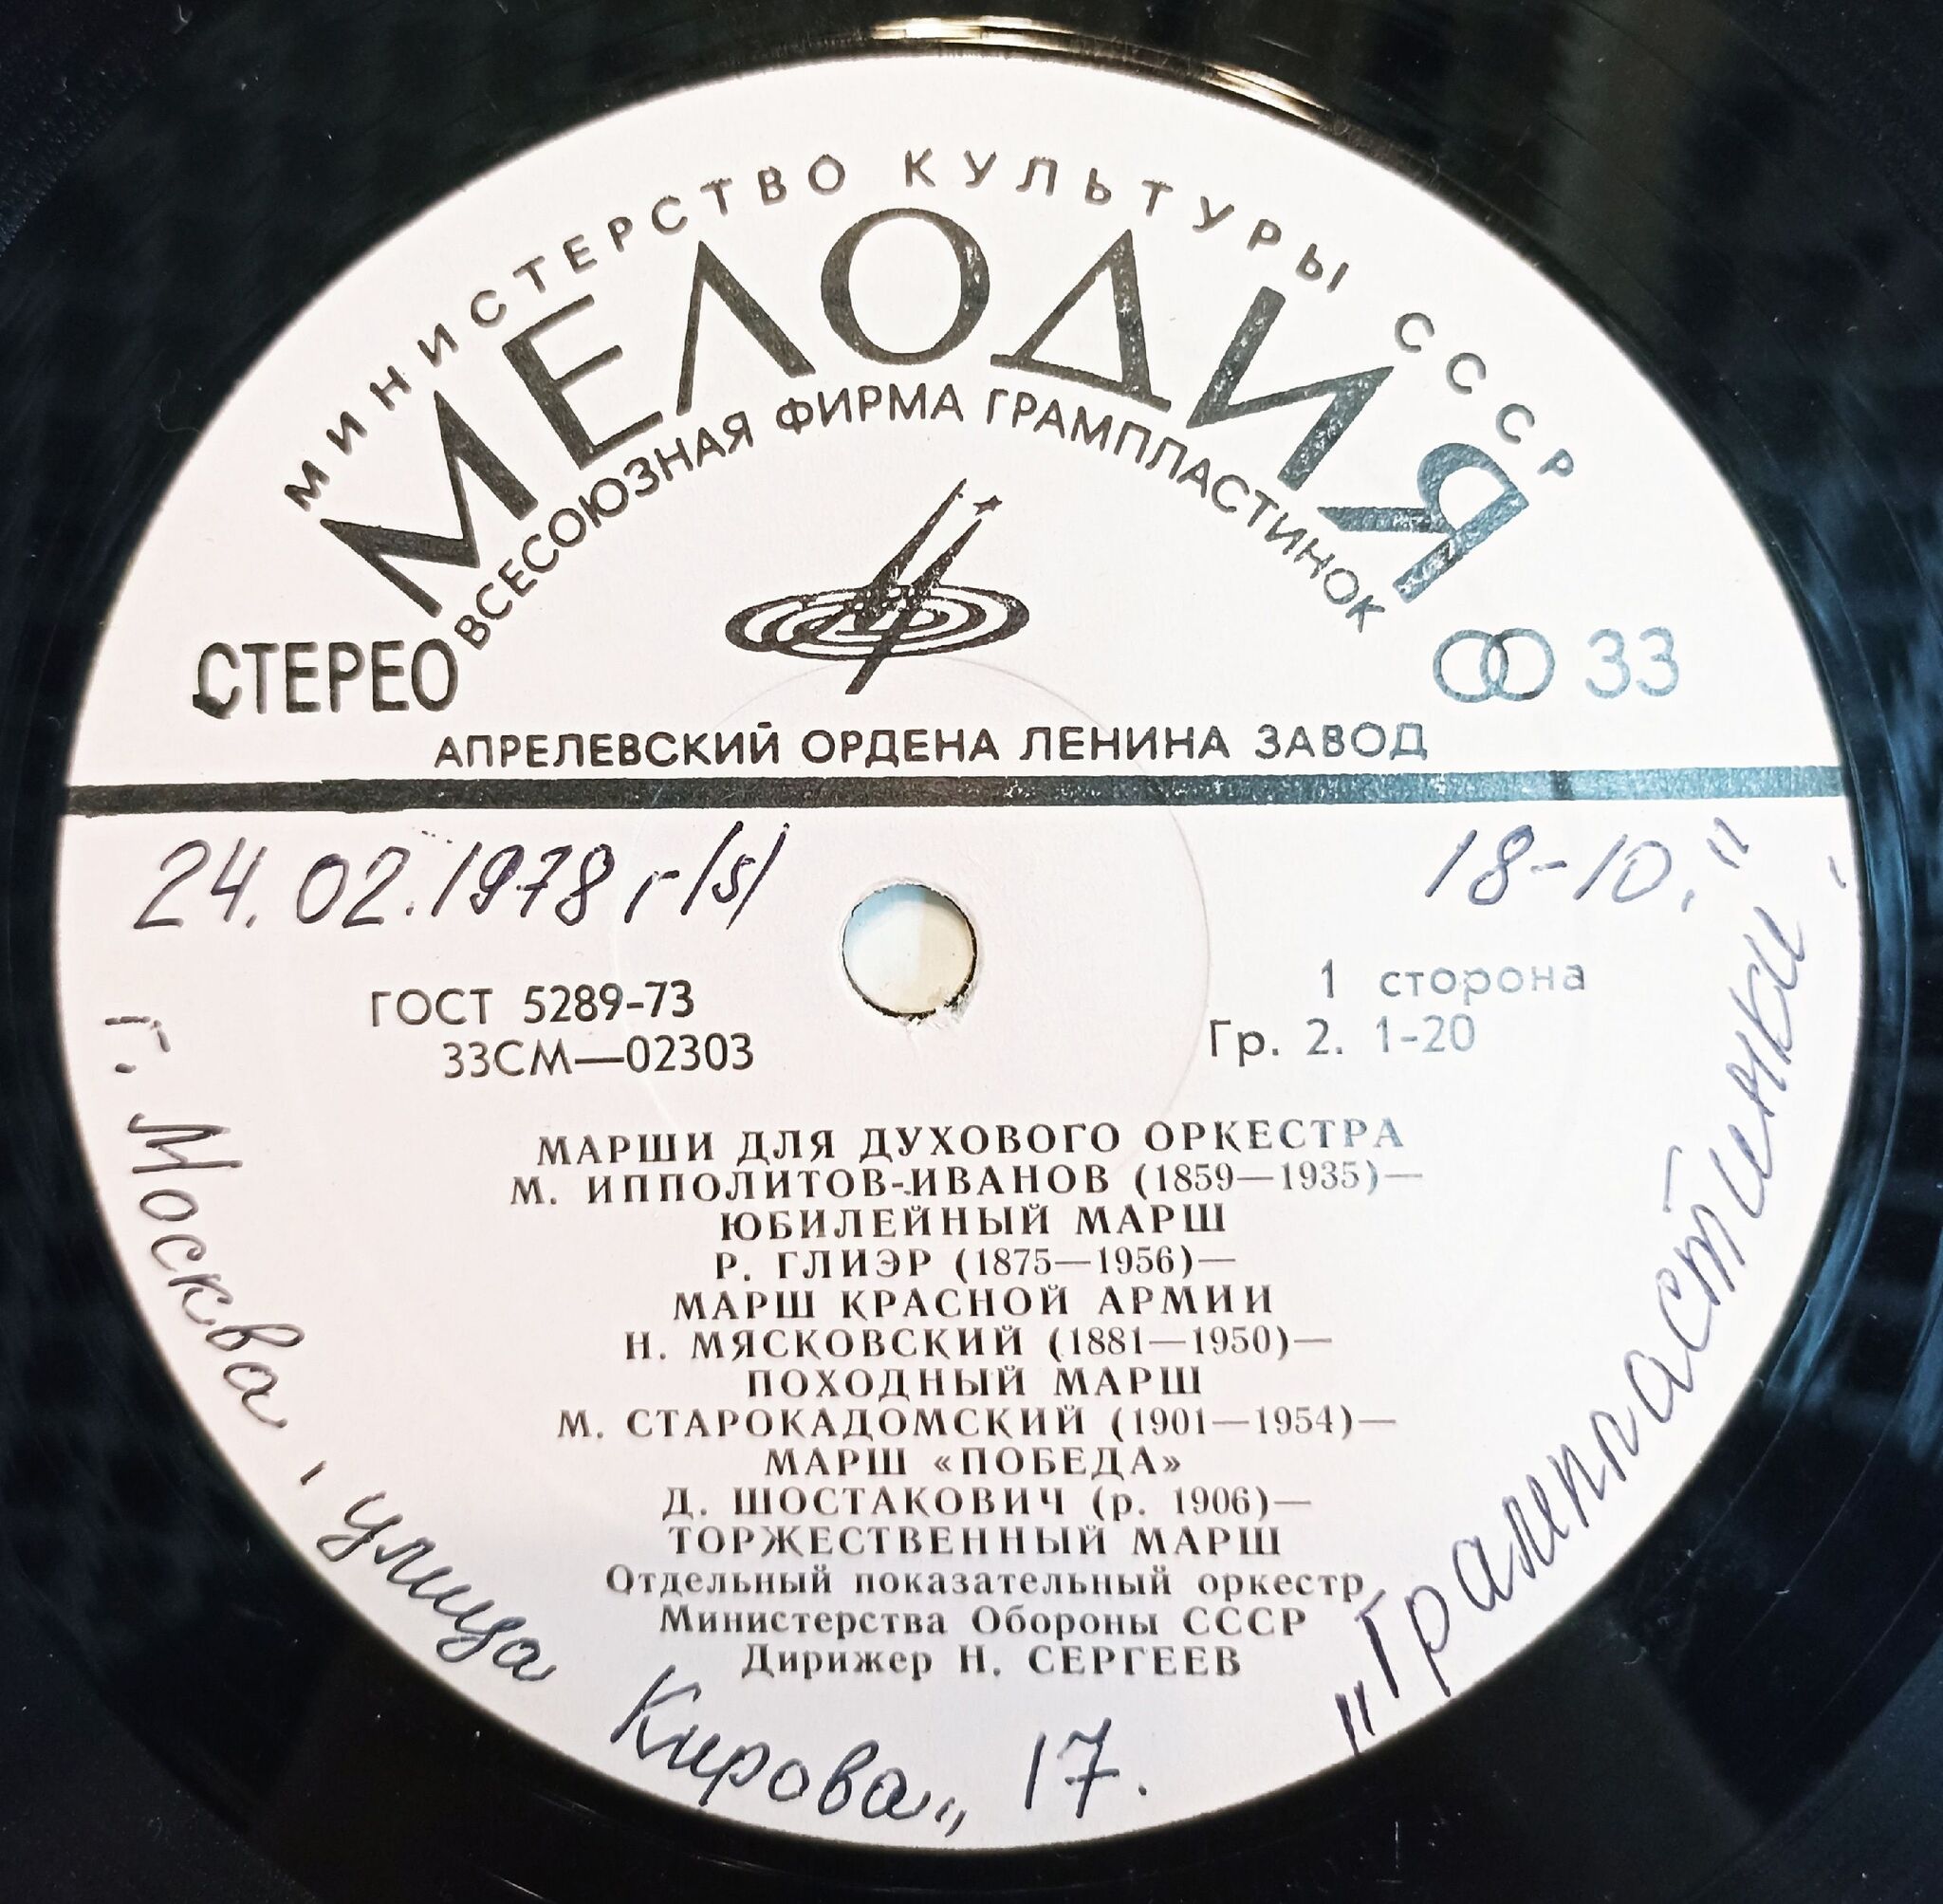 МИНИСТЕРСТВО КУЛЬТУРЫ СССР
МЕЛОДИЯ
ВСЕСОЮЗНАЯ ФИРМА ГРАМПЛАСТИНОК
СТЕРЕО
33
АПРЕЛЕВСКИЙ ОРДЕНА ЛЕНИНА ЗАВОД
24.02.1978 г /s/
18-10.
ГОСТ 5289-73
1 сторона
33СМ—02303
Гр. 2. 1-20
МАРШИ ДЛЯ ДУХОВОГО ОРКЕСТРА
М. ИППОЛИТОВ-ИВАНОВ (1859—1935)—
ЮБИЛЕЙНЫЙ МАРШ
Р. ГЛИЭР (1875—1956)—
МАРШ КРАСНОЙ АРМИИ
Н. МЯСКОВСКИЙ (1881—1950)—
ПОХОДНЫЙ МАРШ
М. СТАРОКАДОМСКИЙ (1901—1954)—
МАРШ «ПОБЕДА»
Д. ШОСТАКОВИЧ (р. 1906)—
ТОРЖЕСТВЕННЫЙ МАРШ
Отдельный показательный оркестр
Министерства Обороны СССР
Дирижер Н. СЕРГЕЕВ
г. Москва, улица Кирова„ 17.
„Грампластинки"